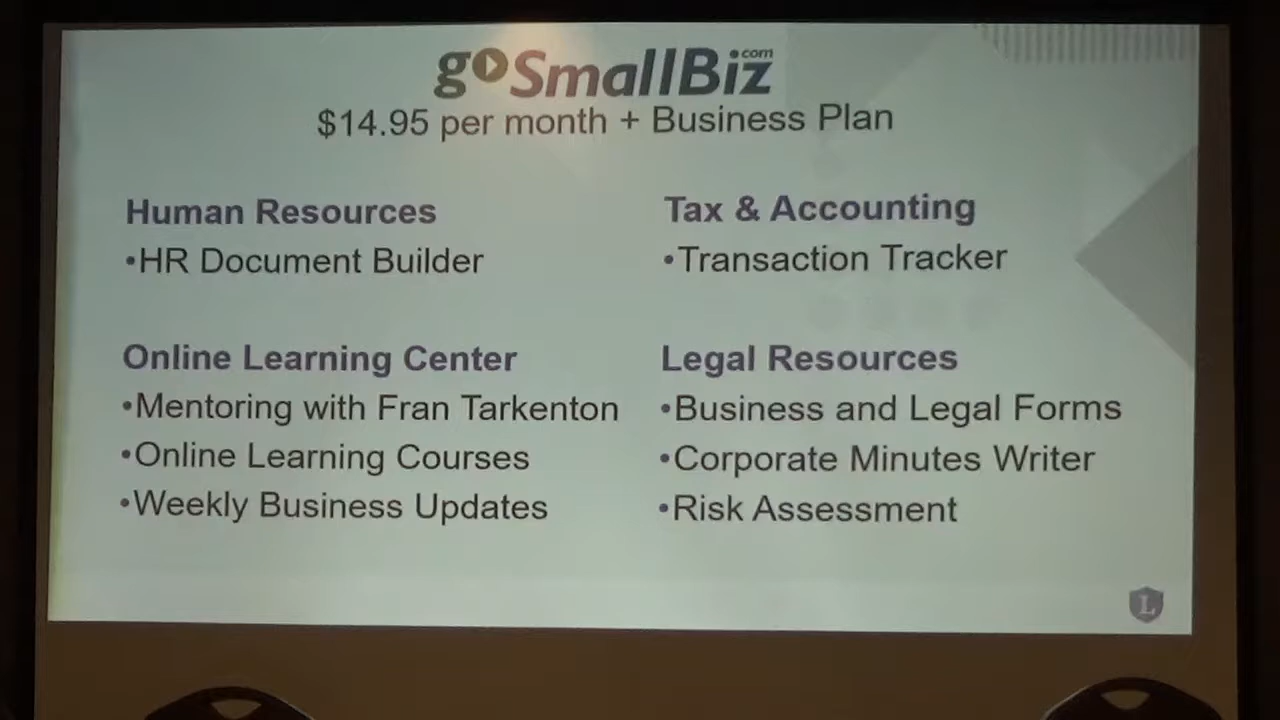 goSmallBiz.com
$14.95 per month + Business Plan
Human Resources
•HR Document Builder
Tax & Accounting
•Transaction Tracker
Online Learning Center
•Mentoring with Fran Tarkenton
•Online Learning Courses
•Weekly Business Updates
Legal Resources
•Business and Legal Forms
•Corporate Minutes Writer
•Risk Assessment
L